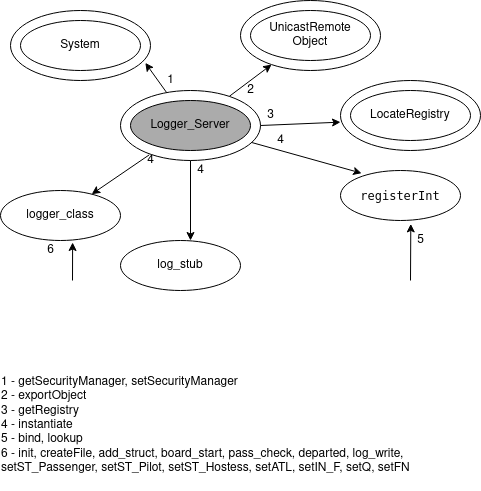 System
UnicastRemote
Object
1
2
Logger_Server
3
LocateRegistry
4
4
4
registerInt
logger_class
6
5
log_stub
1 - getSecurityManager, setSecurityManager
2 - exportObject
3 - getRegistry
4 - instantiate
5 - bind, lookup
6 - init, createFile, add_struct, board_start, pass_check, departed, log_write,
setST_Passenger, setST_Pilot, setST_Hostess, setATL, setIN_F, setQ, setFN